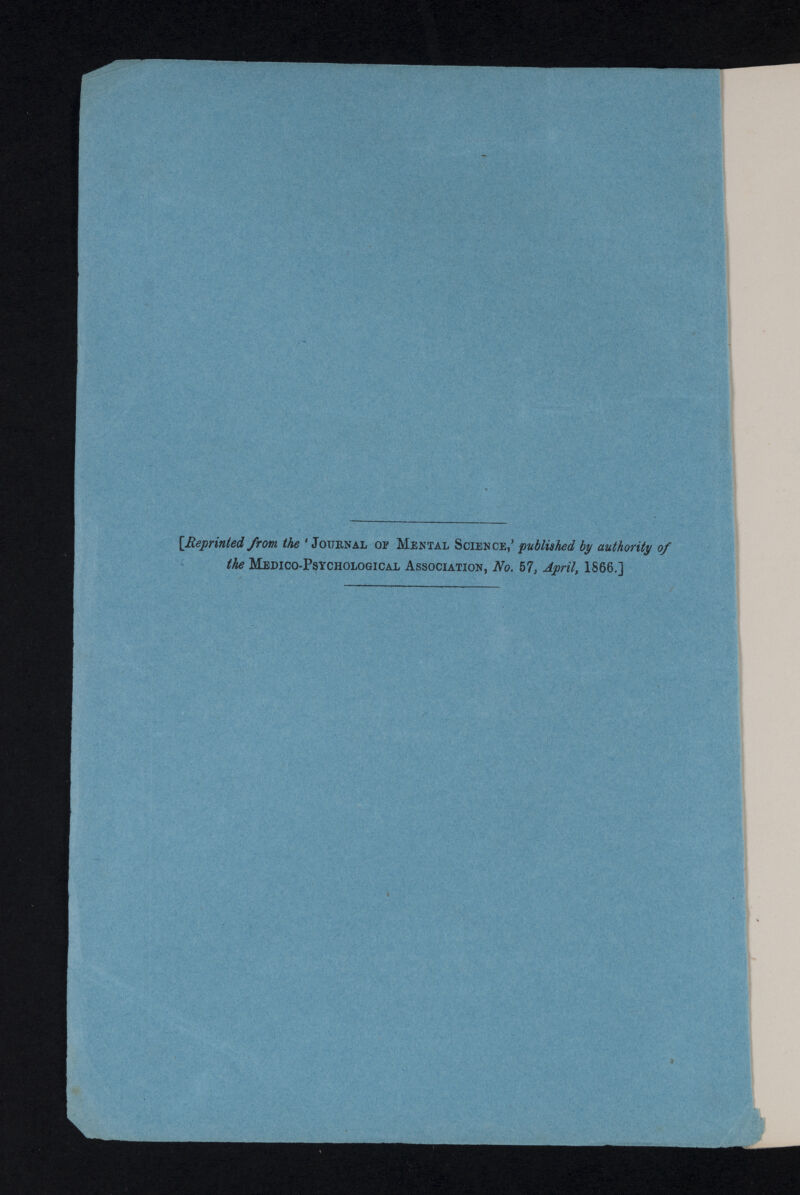 [Reprinted from the ‘ JOURNAL OF MENTAL SCIENCE,’ published by authority of
the MEDICO-PSYCHOLOGICAL ASSOCIATION, No. 57, April, 1866.]